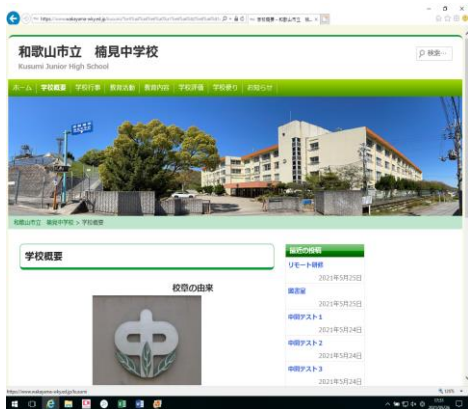 和歌山市立　楠見中学校
Kusumi Junior High School
検索…
ホーム
学校概要
学校行事
教育活動
教育内容
学校評価
学校便り
お知らせ
和歌山市立　楠見中学校 > 学校概要
学校概要
校章の由来
最近の投稿
リモート研修
2021年5月25日
図書室
2021年5月25日
中間テスト１
2021年5月24日
中間テスト２
2021年5月24日
中間テスト３
2021年5月24日
100%